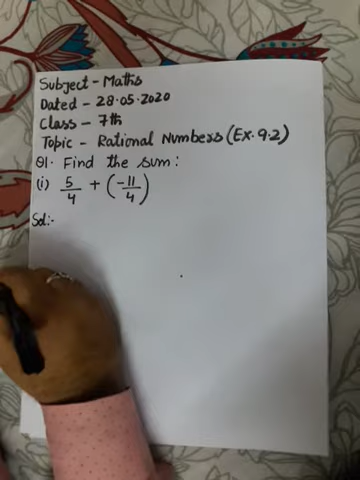 Subject - Maths
Dated - 28.05.2020
Class - 7th
Topic - Rational Numbers (Ex. 9.2)
Q1. Find the sum:
(i) 5/4 + (-11/4)
Sol:-